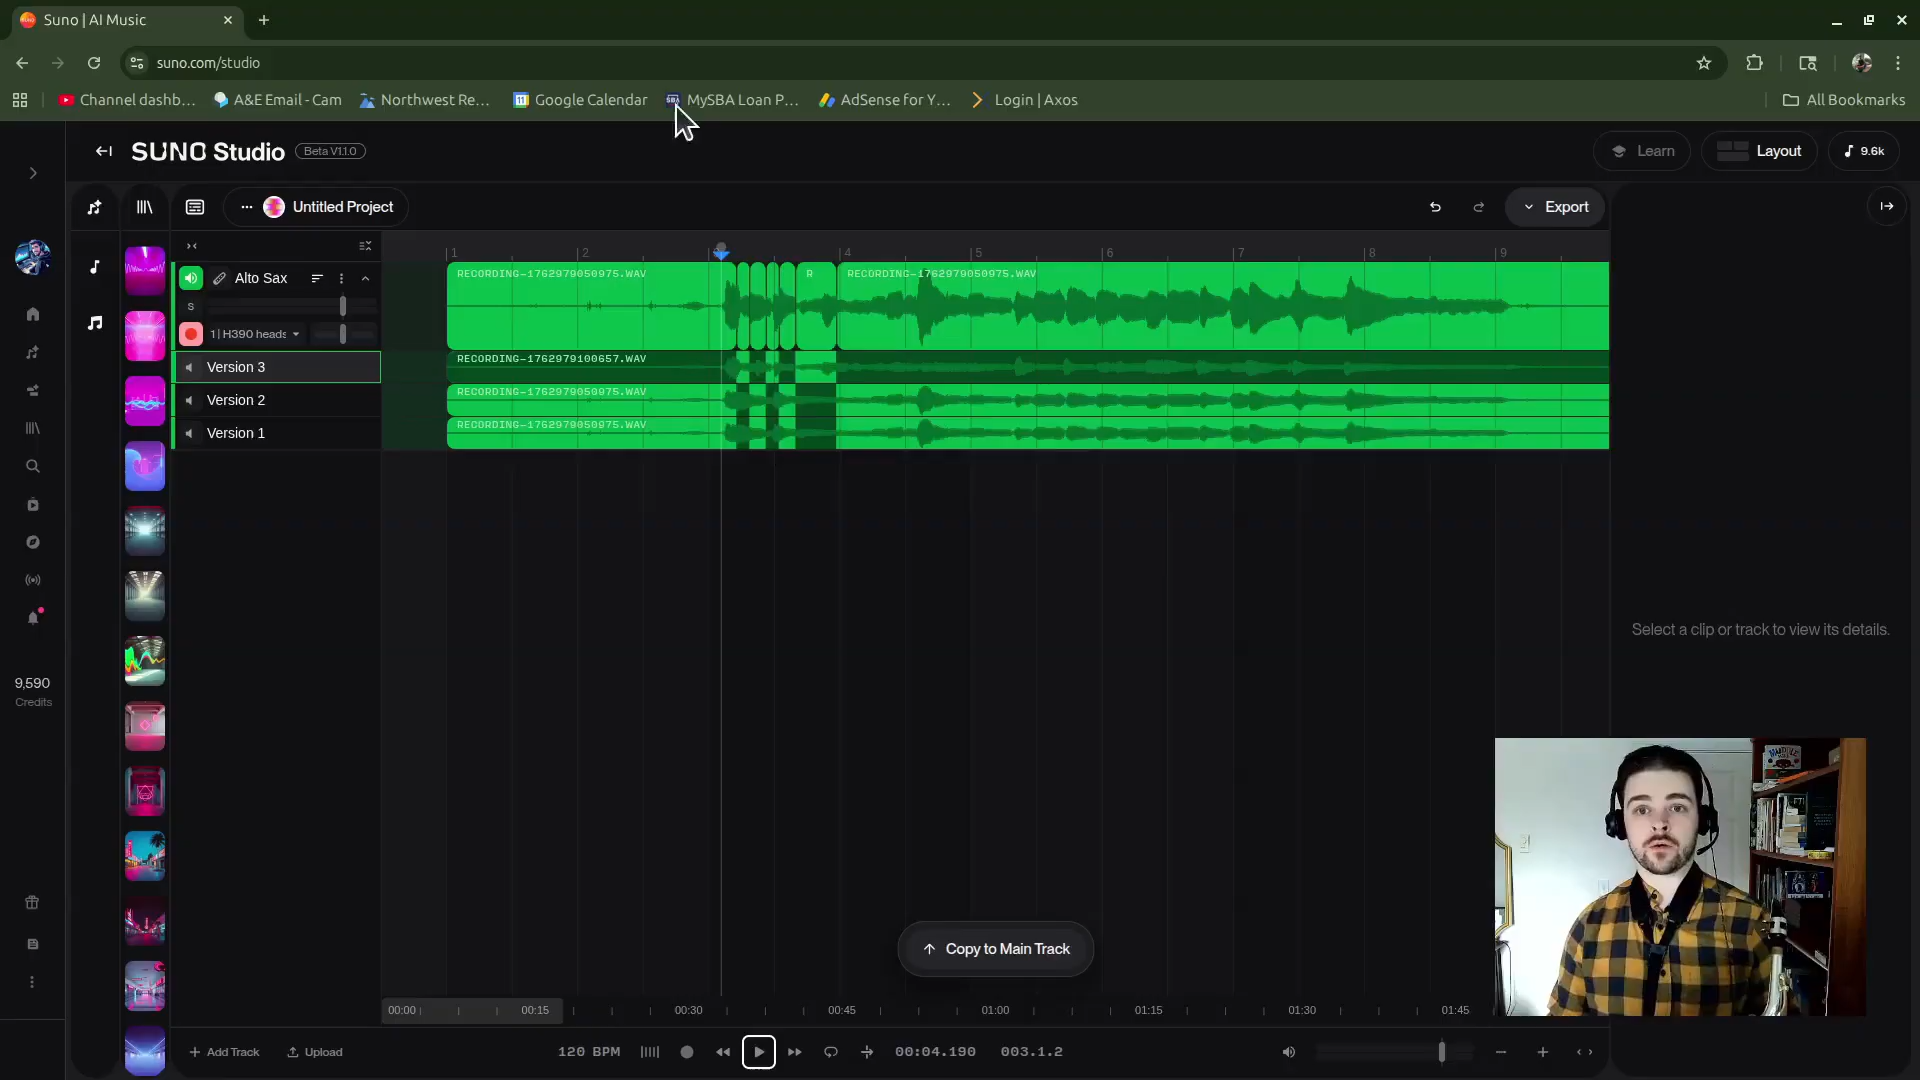 Suno | AI Music
suno.com/studio
Channel dashb...
A&E Email - Cam
Northwest Re...
Google Calendar
MySBA Loan P...
AdSense for Y...
Login | Axos
All Bookmarks
SUNO Studio
Beta V1.1.0
Learn
Layout
9.6k
Untitled Project
Export
1
2
4
5
6
7
8
9
Alto Sax
S
1 | H390 heads
RECORDING-1762979050975.WAV
R
RECORDING-1762979050975.WAV
Version 3
RECORDING-1762979100657.WAV
Version 2
RECORDING-1762979050975.WAV
Version 1
RECORDING-1762979050975.WAV
Select a clip or track to view its details.
9,590
Credits
Copy to Main Track
00:00
00:15
00:30
00:45
01:00
01:15
01:30
01:45
Add Track
Upload
120 BPM
00:04.190
003.1.2